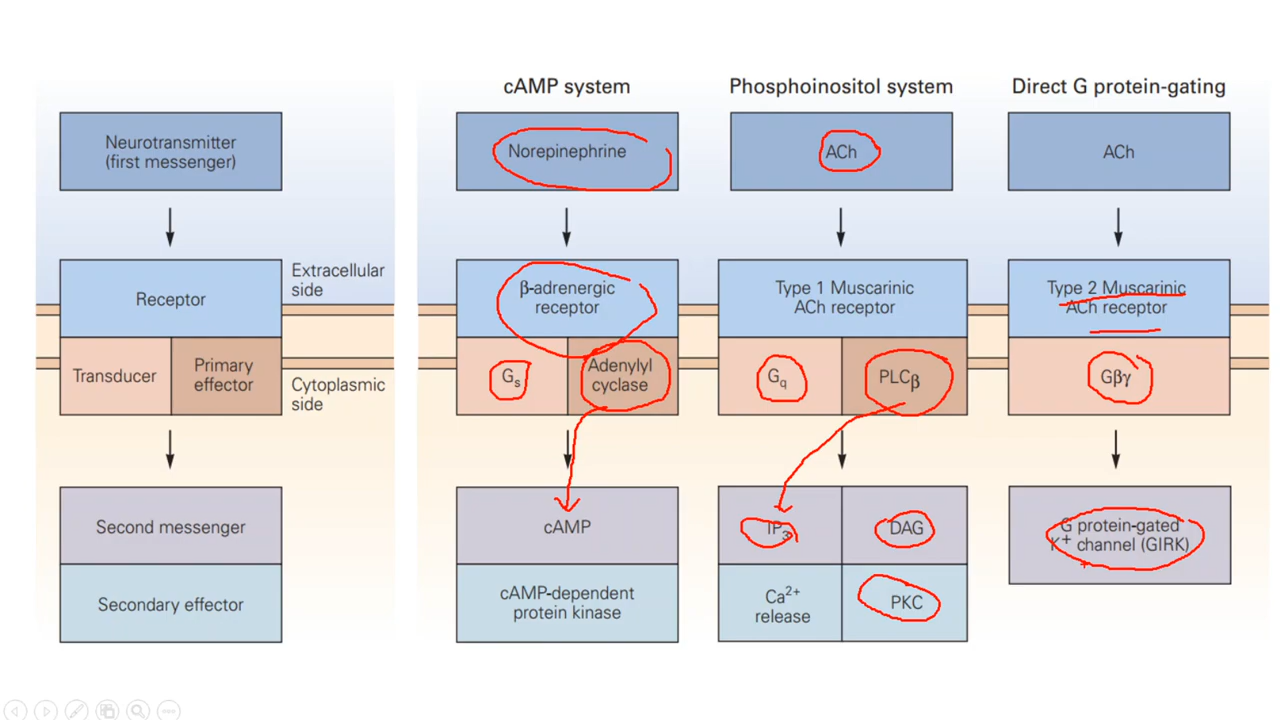 cAMP system
Phosphoinositol system
Direct G protein-gating
Neurotransmitter
(first messenger)
Norepinephrine
ACh
ACh
Receptor
Extracellular
side
β-adrenergic
receptor
Type 1 Muscarinic
ACh receptor
Type 2 Muscarinic
ACh receptor
Transducer
Primary
effector
Cytoplasmic
side
Gs
Adenylyl
cyclase
Gq
PLCβ
Gβγ
Second messenger
cAMP
IP3
DAG
G protein-gated
K+ channel (GIRK)
Secondary effector
cAMP-dependent
protein kinase
Ca2+
release
PKC